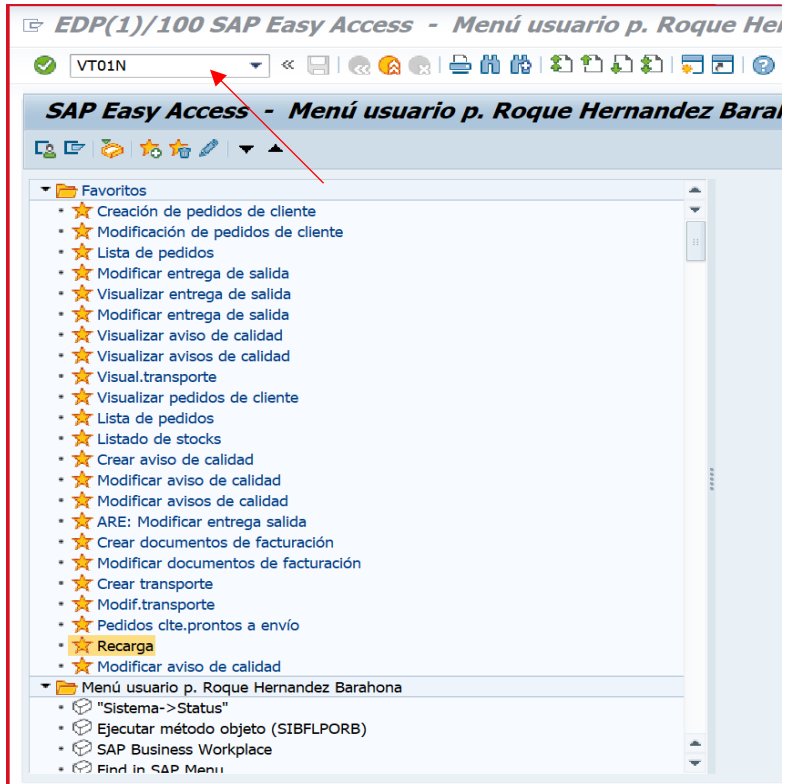 EDP(1)/100 SAP Easy Access - Menú usuario p. Roque Her
VT01N
SAP Easy Access - Menú usuario p. Roque Hernandez Bara
Favoritos
Creación de pedidos de cliente
Modificación de pedidos de cliente
Lista de pedidos
Modificar entrega de salida
Visualizar entrega de salida
Modificar entrega de salida
Visualizar aviso de calidad
Visualizar avisos de calidad
Visual.transporte
Visualizar pedidos de cliente
Lista de pedidos
Listado de stocks
Crear aviso de calidad
Modificar aviso de calidad
Modificar avisos de calidad
ARE: Modificar entrega salida
Crear documentos de facturación
Modificar documentos de facturación
Crear transporte
Modif.transporte
Pedidos clte.prontos a envío
Recarga
Modificar aviso de calidad
Menú usuario p. Roque Hernandez Barahona
"Sistema->Status"
Ejecutar método objeto (SIBFLPORB)
SAP Business Workplace
Find in SAP Menu